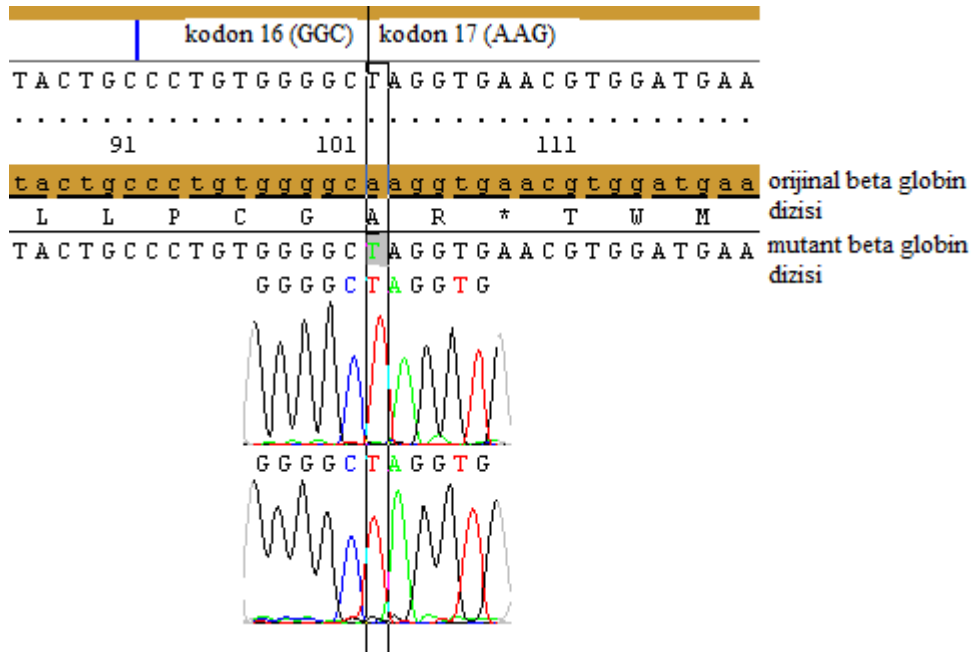 kodon 16 (GGC) kodon 17 (AAG)
TACTGCCCTGTGGGGCTAGGTGAACGTGGATGAA
..................................
91 101 111
tactgccctgtggggcaaggtgaacgtggatgaa
orijinal beta globin
dizisi
L L P C G A R * T W M
TACTGCCCTGTGGGGCTAGGTGAACGTGGATGAA
mutant beta globin
dizisi
GGGGCTAGGTG
GGGGCTAGGTG